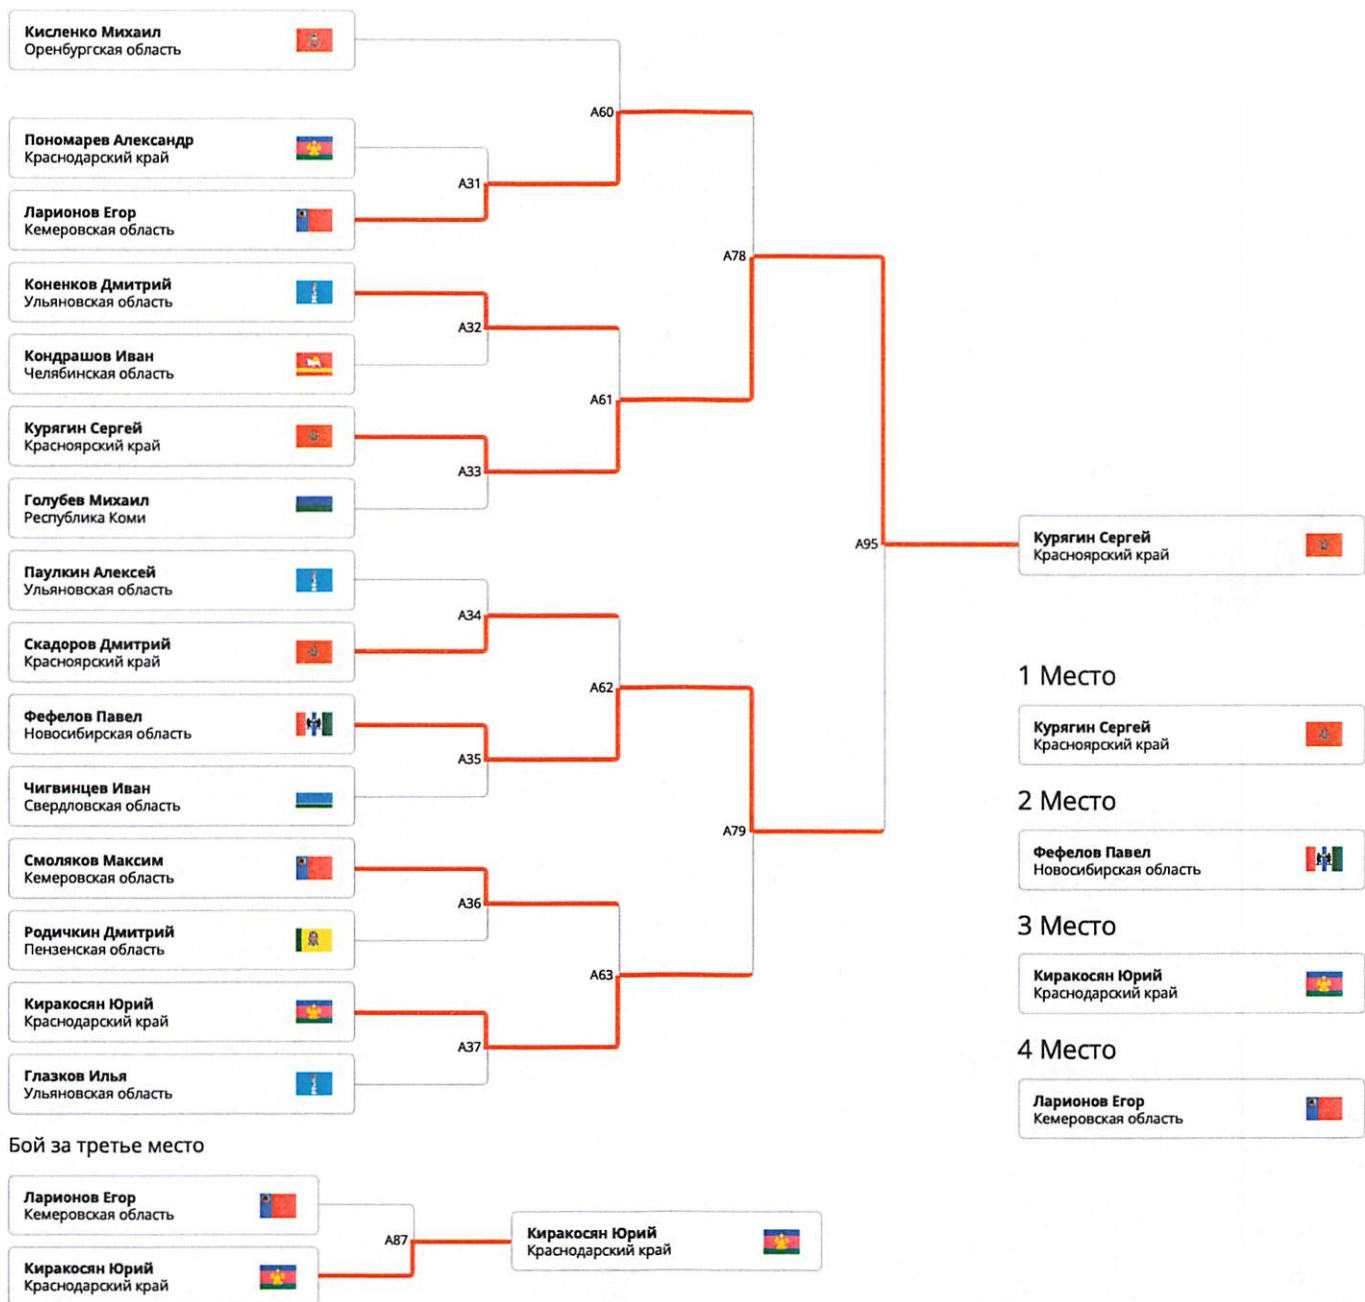 Кисленко Михаил
Оренбургская область
A60
Пономарев Александр
Краснодарский край
A31
Ларионов Егор
Кемеровская область
A78
Коненков Дмитрий
Ульяновская область
A32
Кондрашов Иван
Челябинская область
A61
Курягин Сергей
Красноярский край
A33
Голубев Михаил
Республика Коми
A95
Курягин Сергей
Красноярский край
Паулкин Алексей
Ульяновская область
A34
Скадоров Дмитрий
Красноярский край
1 Место
A62
Фефелов Павел
Новосибирская область
Курягин Сергей
Красноярский край
A35
Чигвинцев Иван
Свердловская область
2 Место
A79
Смоляков Максим
Кемеровская область
Фефелов Павел
Новосибирская область
A36
Родичкин Дмитрий
Пензенская область
3 Место
A63
Киракосян Юрий
Краснодарский край
Киракосян Юрий
Краснодарский край
A37
Глазков Илья
Ульяновская область
4 Место
Ларионов Егор
Кемеровская область
Бой за третье место
Ларионов Егор
Кемеровская область
A87
Киракосян Юрий
Краснодарский край
Киракосян Юрий
Краснодарский край